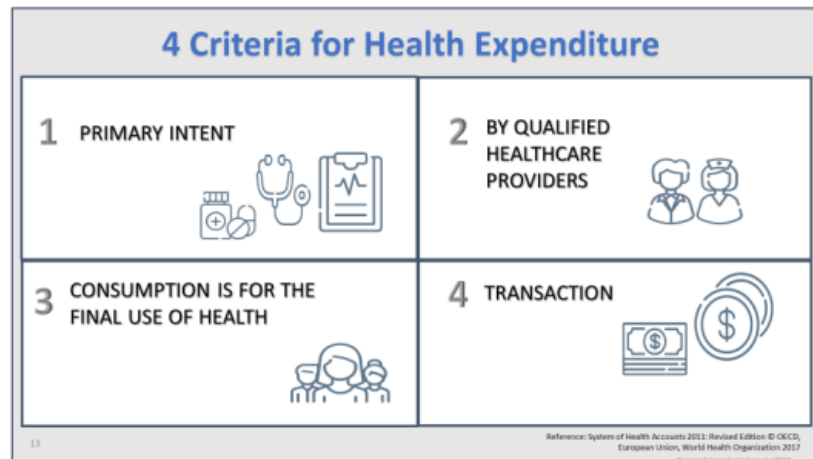 4 Criteria for Health Expenditure
1 PRIMARY INTENT
2 BY QUALIFIED
HEALTHCARE
PROVIDERS
3 CONSUMPTION IS FOR THE
FINAL USE OF HEALTH
4 TRANSACTION
$
$
13
Reference: System of Health Accounts 2011: Revised Edition © OECD,
European Union, World Health Organization 2017